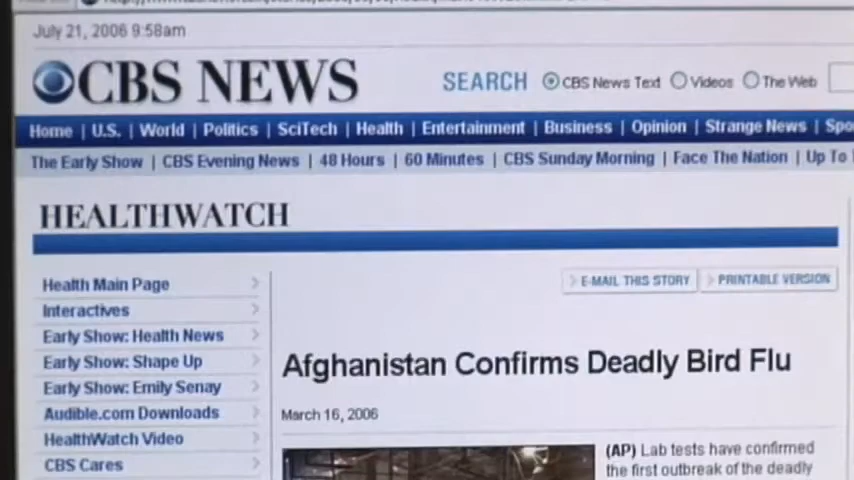 July 21, 2006 9:58am
CBS NEWS
SEARCH CBS News Text Videos The Web
Home | U.S. | World | Politics | SciTech | Health | Entertainment | Business | Opinion | Strange News | Spo
The Early Show | CBS Evening News | 48 Hours | 60 Minutes | CBS Sunday Morning | Face The Nation | Up To
HEALTHWATCH
Health Main Page
Interactives
Early Show: Health News
Early Show: Shape Up
Early Show: Emily Senay
Audible.com Downloads
HealthWatch Video
CBS Cares
E-MAIL THIS STORY
PRINTABLE VERSION
Afghanistan Confirms Deadly Bird Flu
March 16, 2006
(AP) Lab tests have confirmed
the first outbreak of the deadly